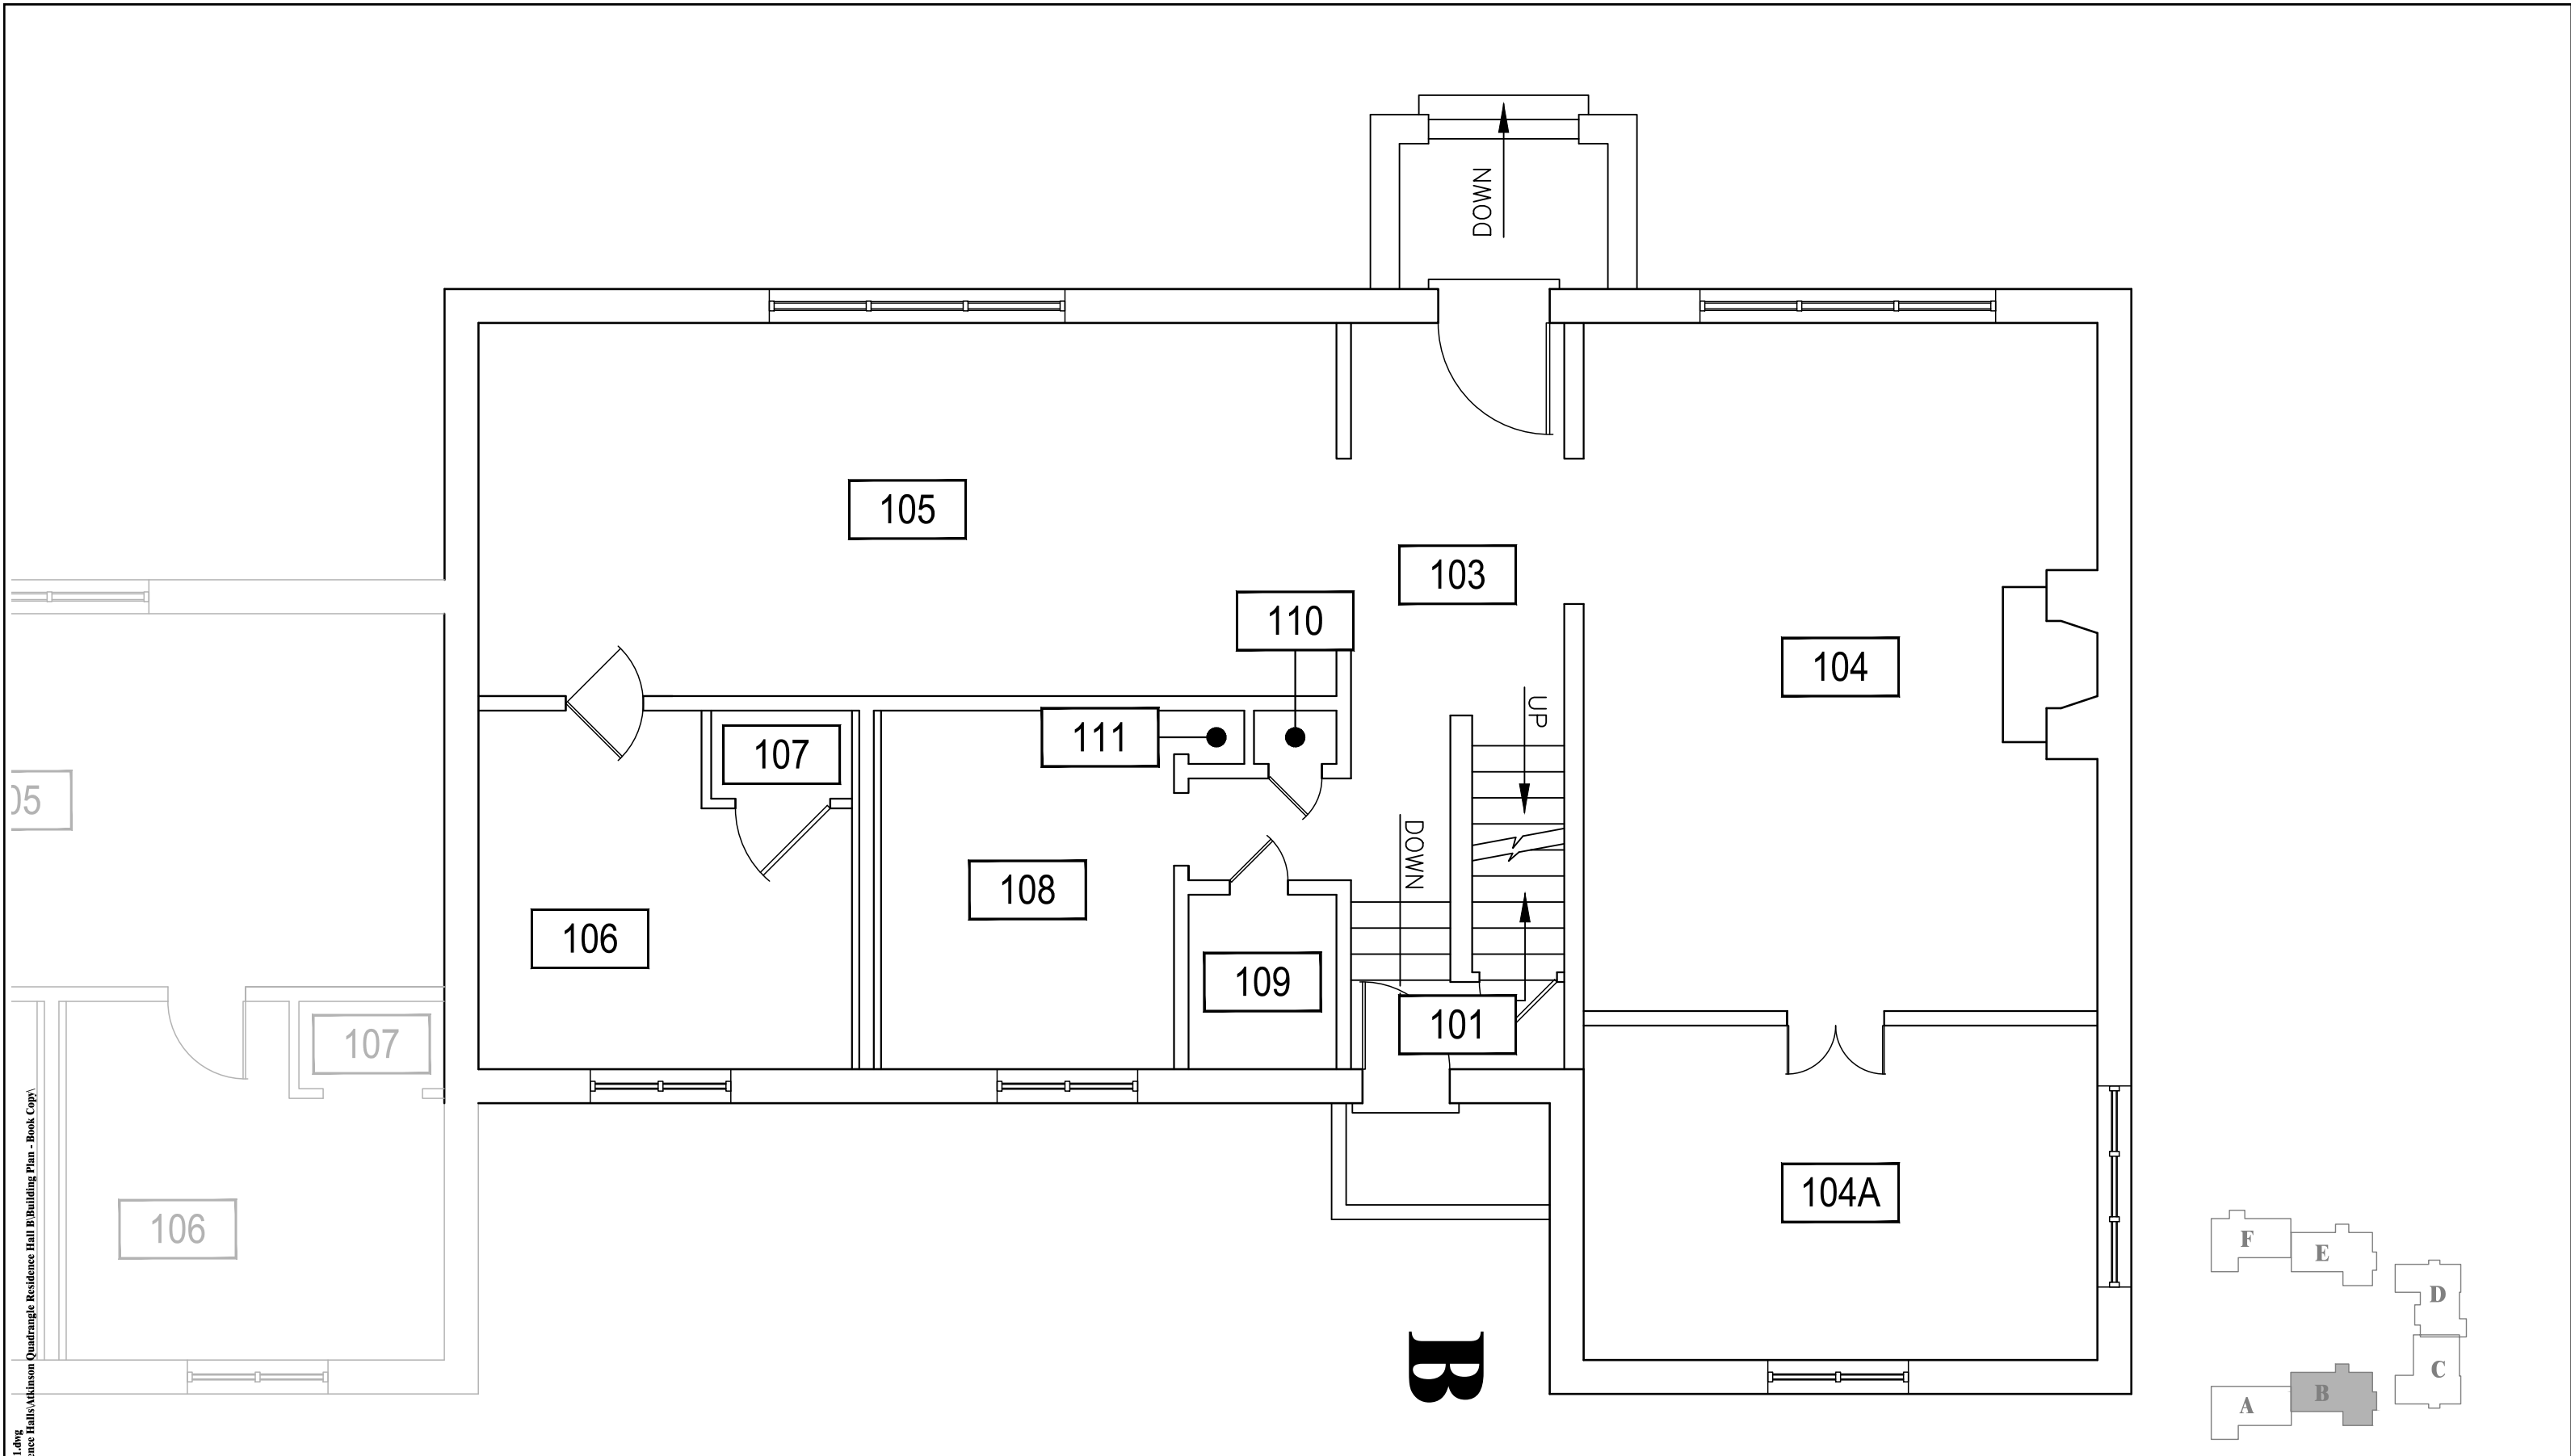 DOWN
105
103
110
104
UP
111
107
05
DOWN
108
106
109
101
107
104A
106
B
F
E
D
C
B
A
1.dwg
ence Halls\Atkinson Quadrangle Residence Hall B\Building Plan - Book Copy\